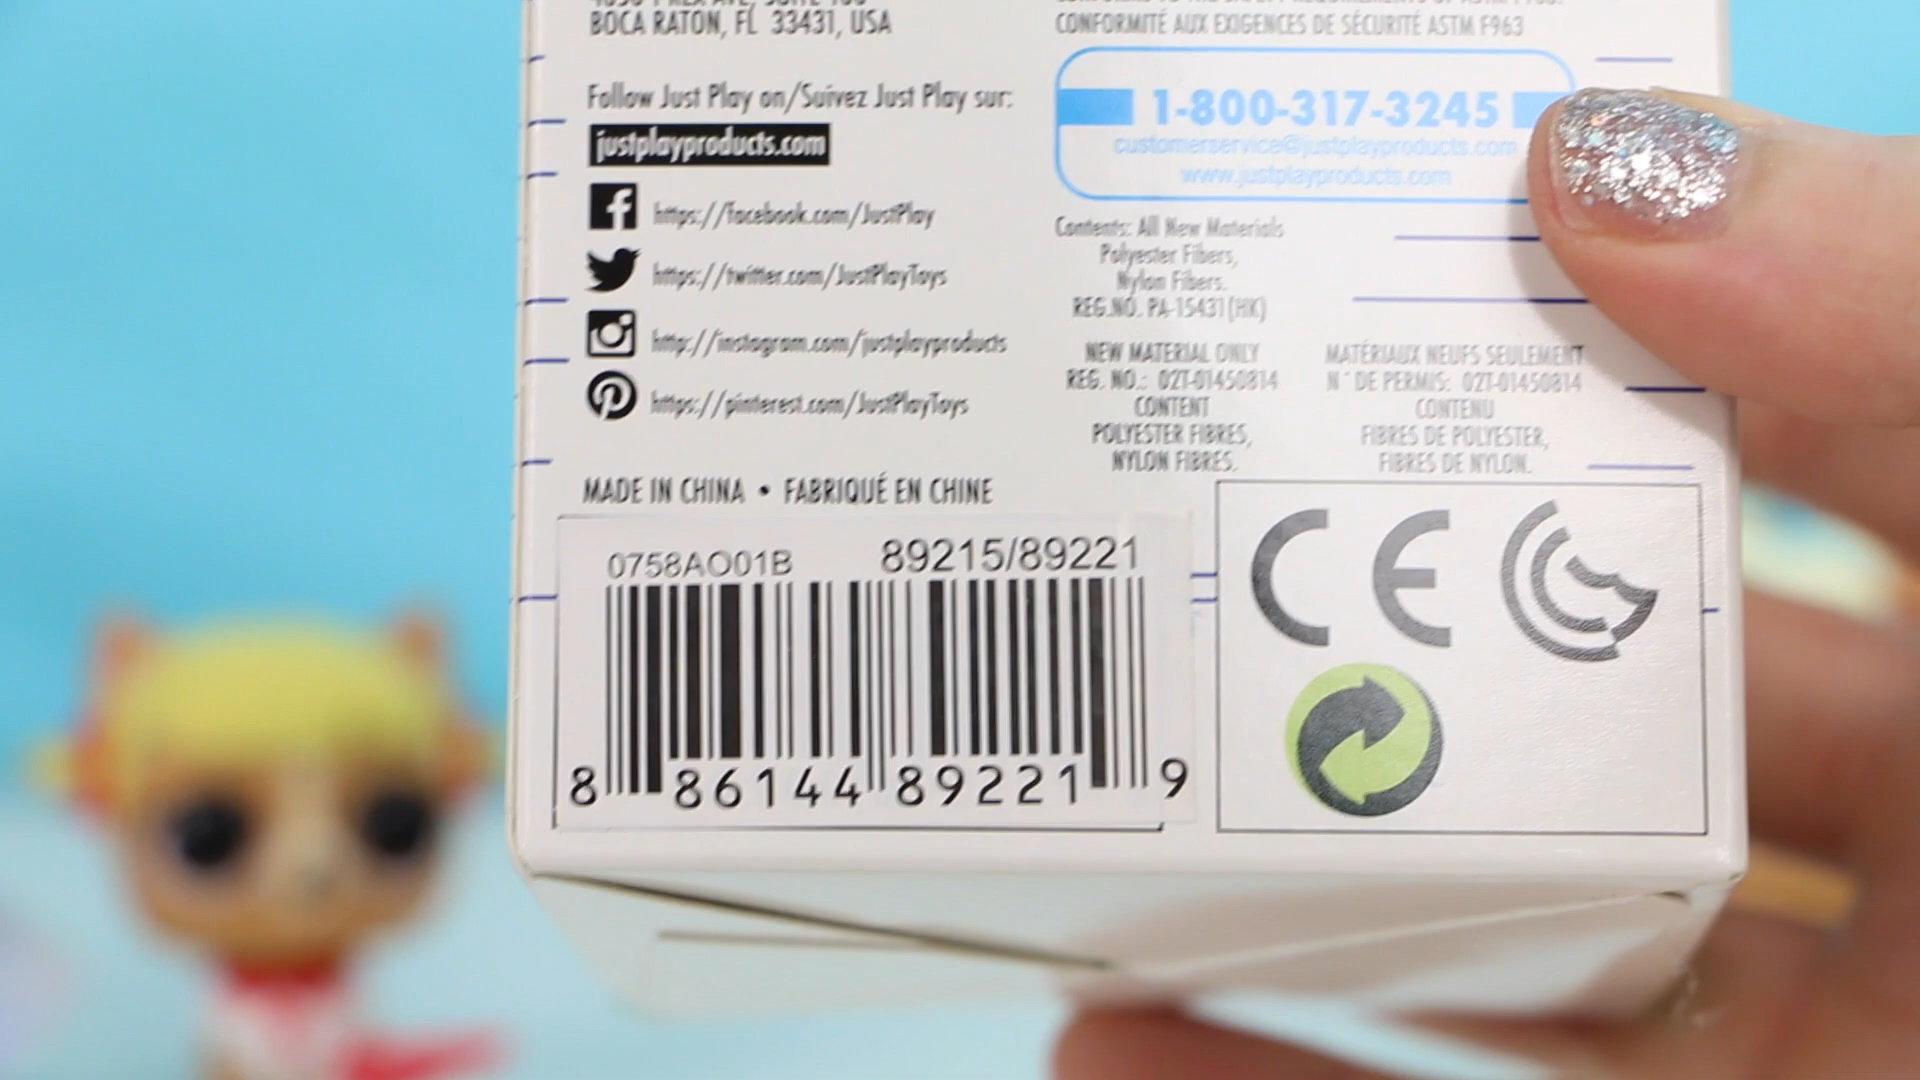 BOCA RATON, FL 33431, USA
Follow Just Play on/Suivez Just Play sur:
justplayproducts.com
https://facebook.com/JustPlay
https://twitter.com/JustPlayToys
http://instagram.com/justplayproducts
https://pinterest.com/JustPlayToys
MADE IN CHINA • FABRIQUÉ EN CHINE
0758AO01B 89215/89221
8 86144 89221 9
CONFORMITÉ AUX EXIGENCES DE SÉCURITÉ ASTM F963
1-800-317-3245
customerservice@justplayproducts.com
www.justplayproducts.com
Contents: All New Materials
Polyester Fibers,
Nylon Fibers.
REG.NO. PA-15431(HK)
NEW MATERIAL ONLY
REG. NO.: 02T-01450814
CONTENT
POLYESTER FIBRES,
NYLON FIBRES.
MATÉRIAUX NEUFS SEULEMENT
N° DE PERMIS: 02T-01450814
CONTENU
FIBRES DE POLYESTER,
FIBRES DE NYLON.
CE